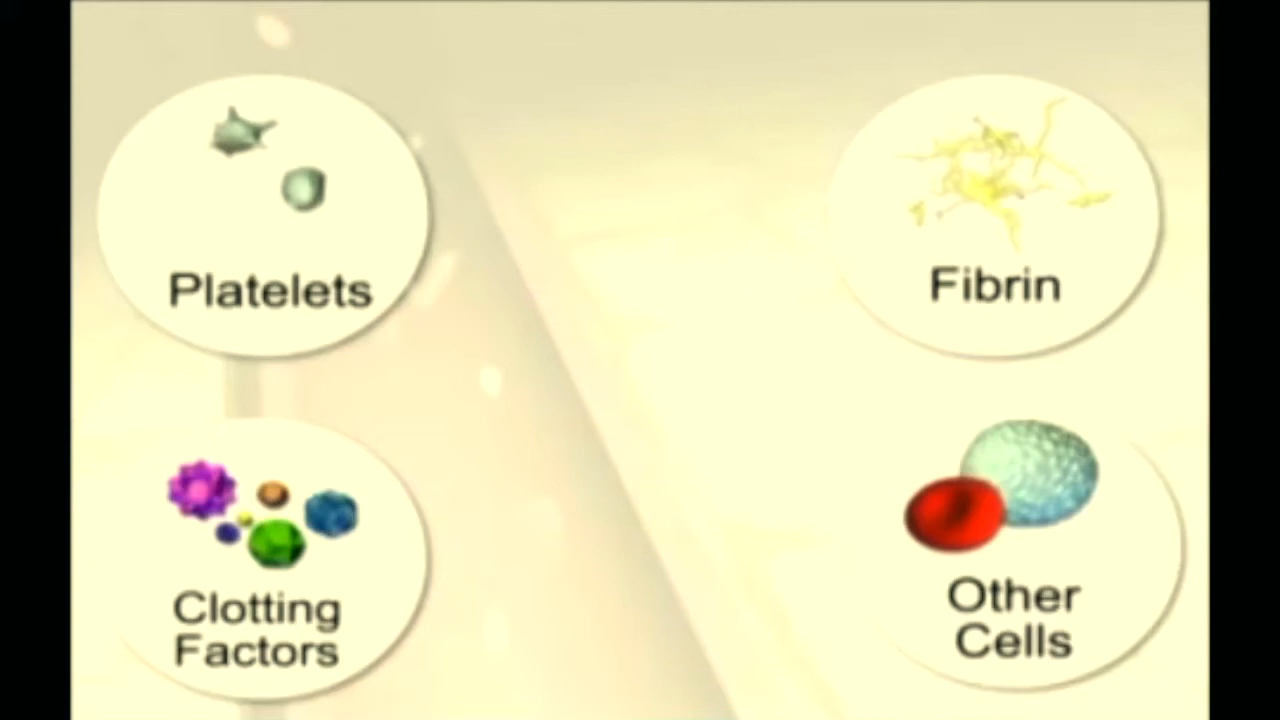 Platelets
Fibrin
Clotting
Factors
Other
Cells